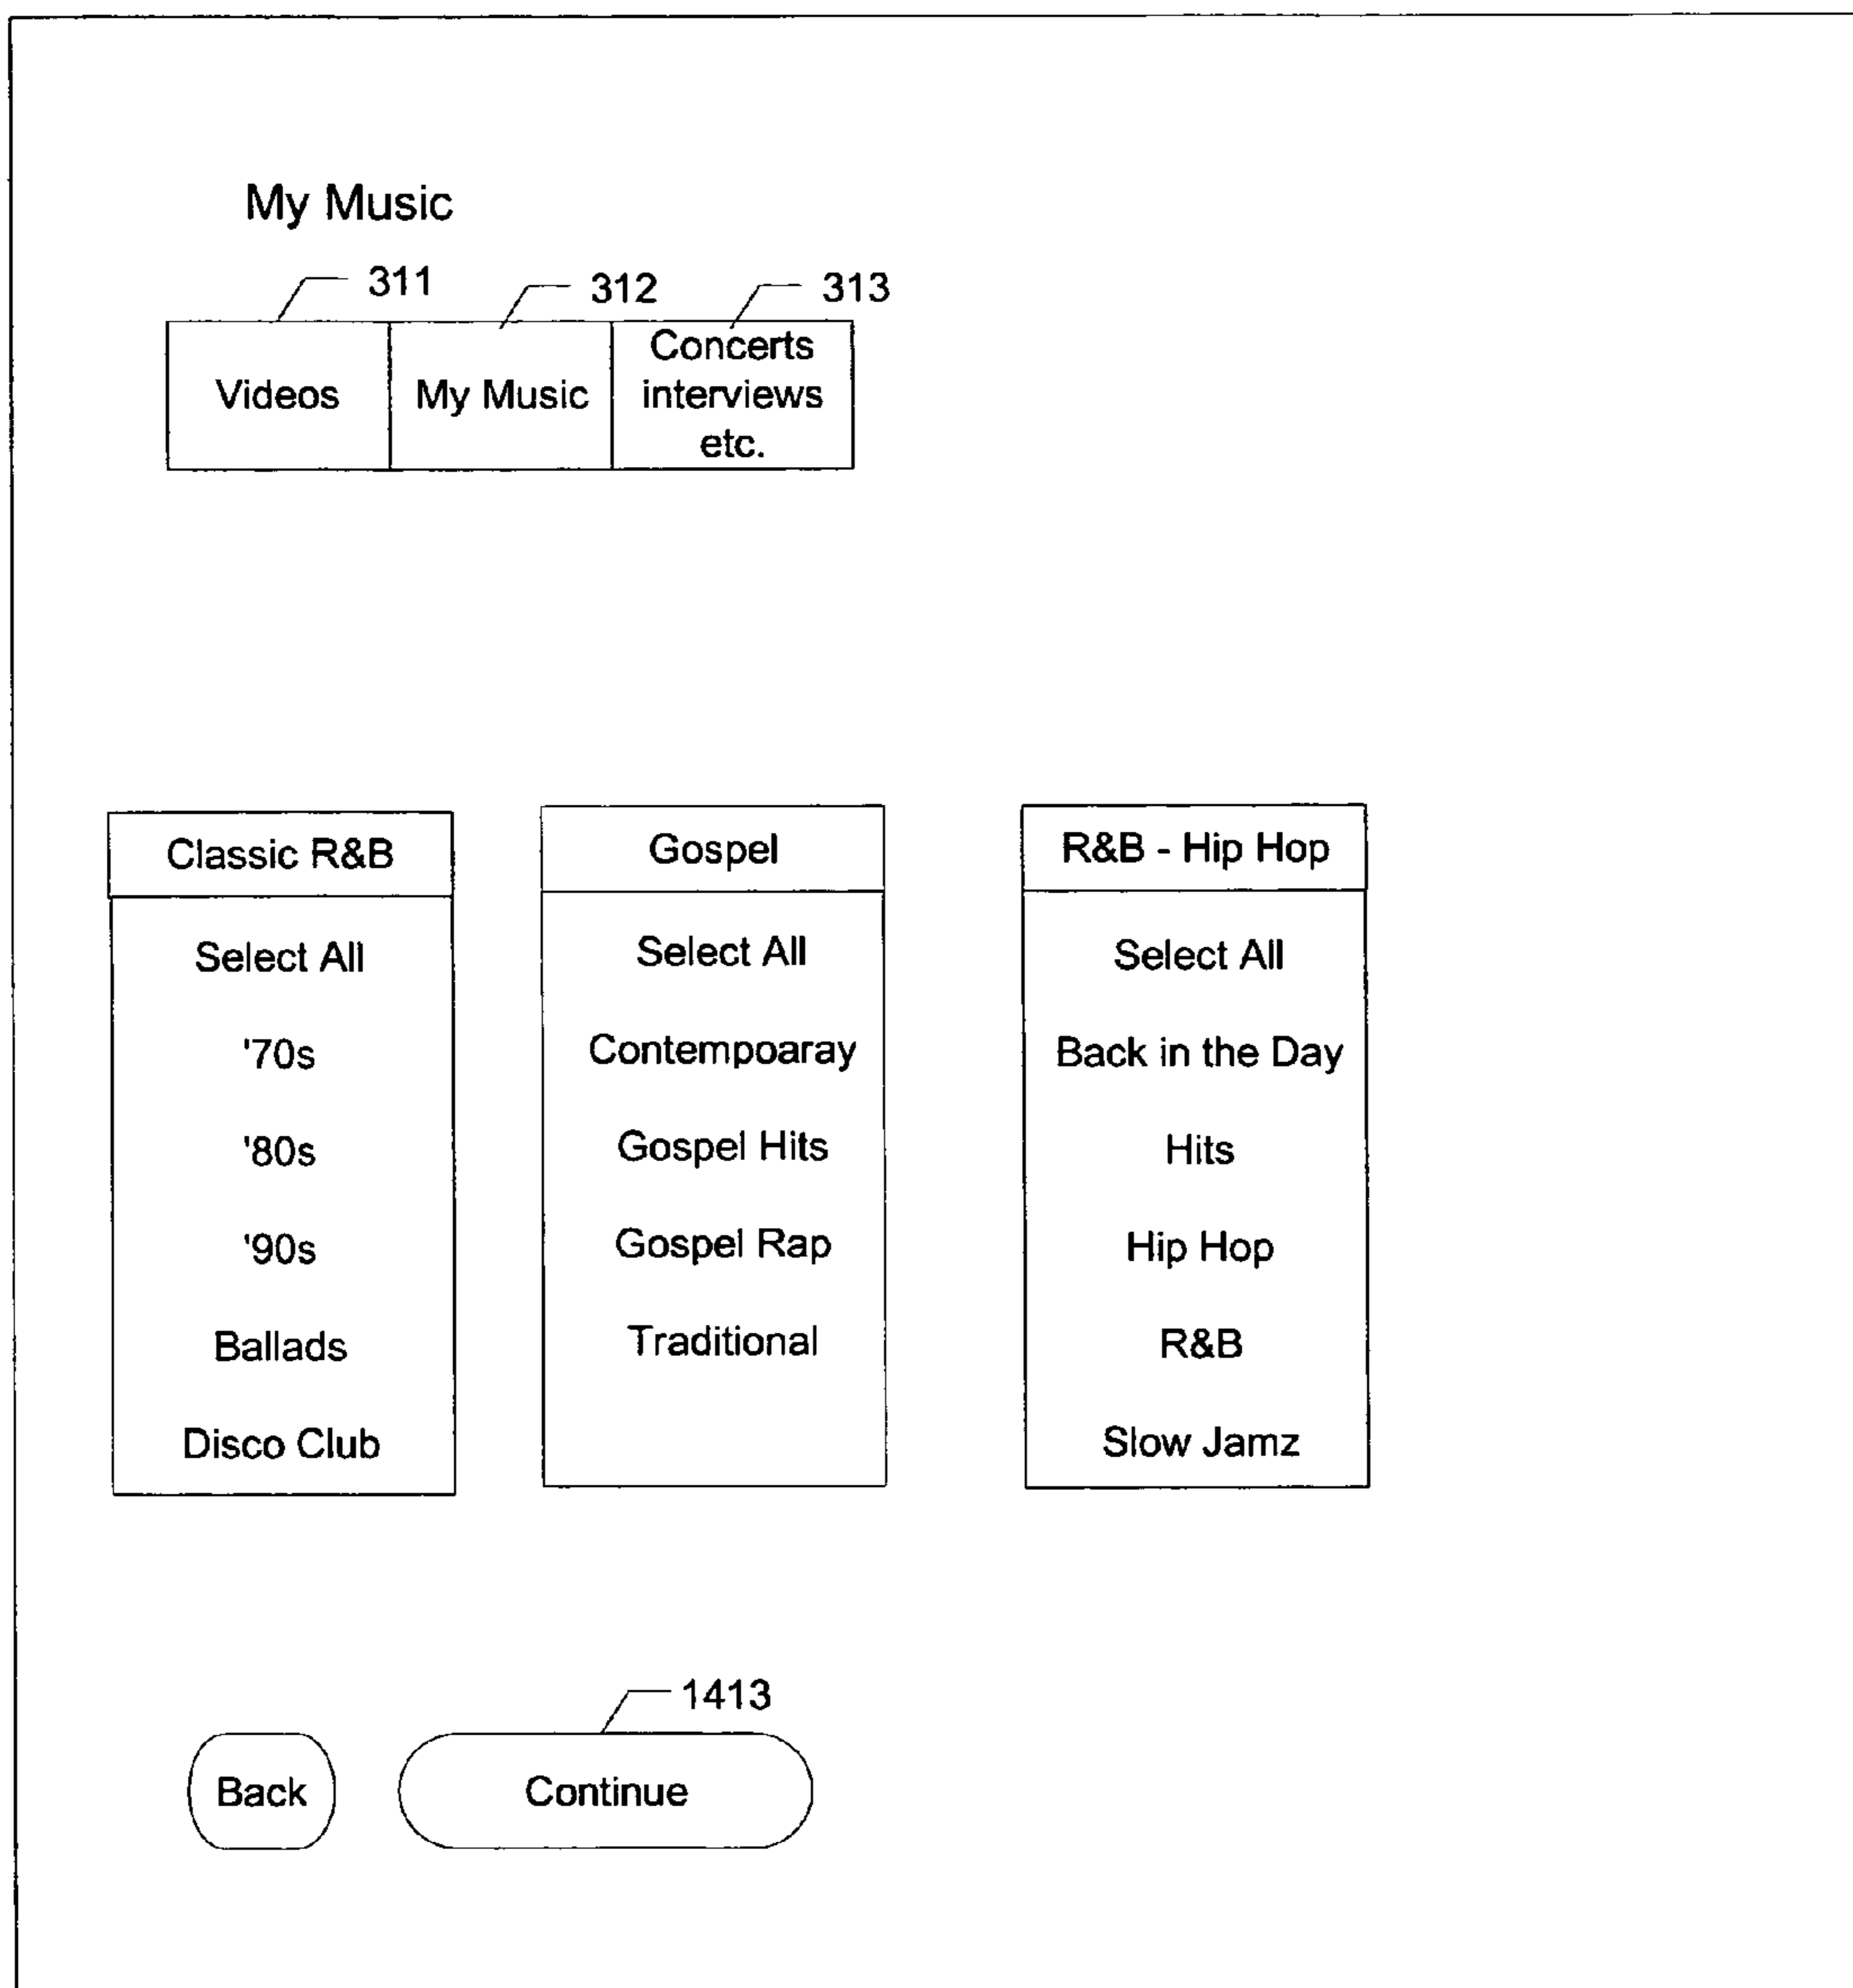 My Music
311
312
313
Videos
My Music
Concerts
interviews
etc.
Classic R&B
Select All
'70s
'80s
'90s
Ballads
Disco Club
Gospel
Select All
Contempoaray
Gospel Hits
Gospel Rap
Traditional
R&B - Hip Hop
Select All
Back in the Day
Hits
Hip Hop
R&B
Slow Jamz
1413
Back
Continue